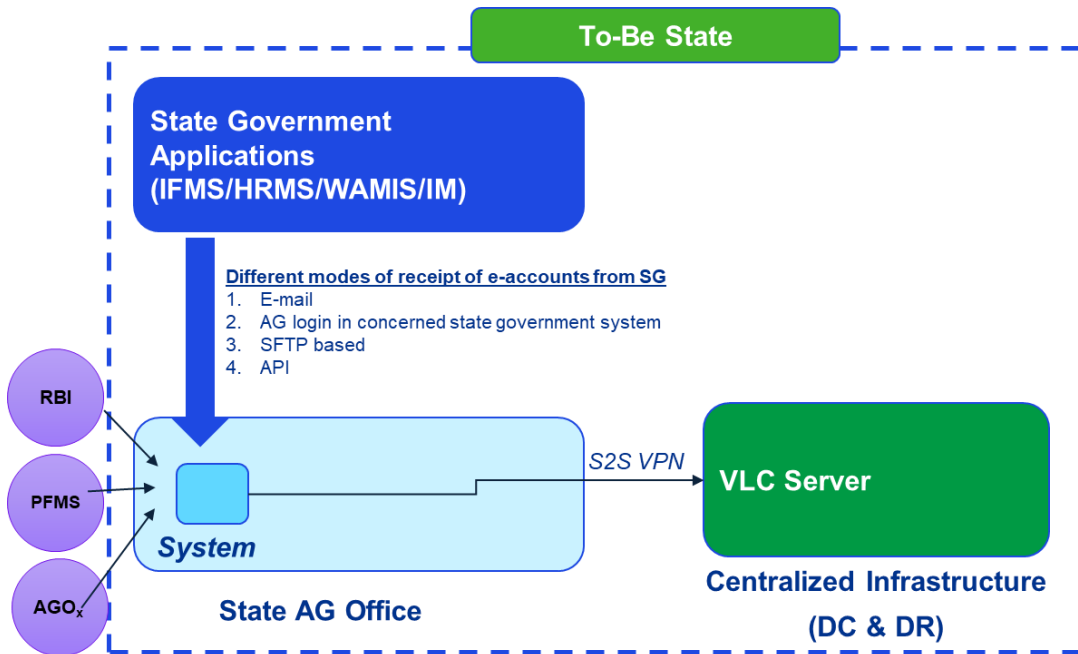 To-Be State
State Government
Applications
(IFMS/HRMS/WAMIS/IM)
Different modes of receipt of e-accounts from SG
1. E-mail
2. AG login in concerned state government system
3. SFTP based
4. API
RBI
PFMS
AGOx
System
State AG Office
S2S VPN
VLC Server
Centralized Infrastructure
(DC & DR)